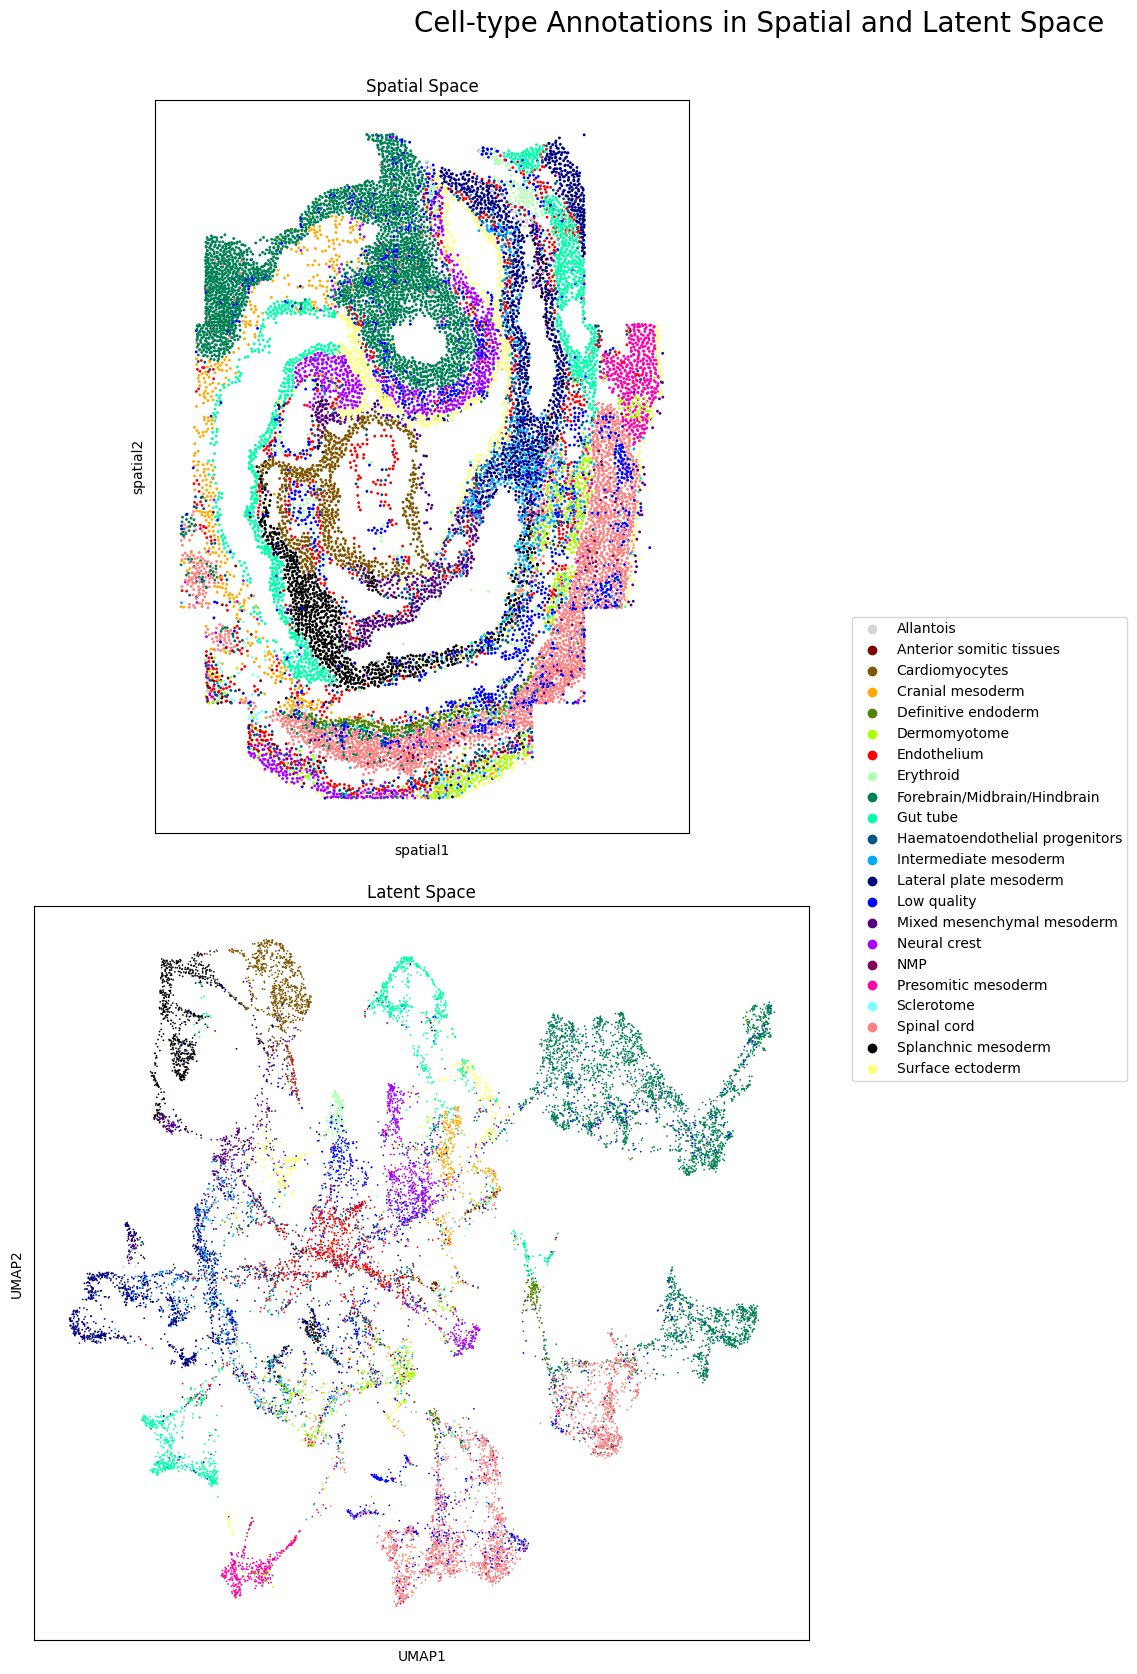 Cell-type Annotations in Spatial and Latent Space
Spatial Space
spatial2
spatial1
Latent Space
UMAP2
UMAP1
Allantois
Anterior somitic tissues
Cardiomyocytes
Cranial mesoderm
Definitive endoderm
Dermomyotome
Endothelium
Erythroid
Forebrain/Midbrain/Hindbrain
Gut tube
Haematoendothelial progenitors
Intermediate mesoderm
Lateral plate mesoderm
Low quality
Mixed mesenchymal mesoderm
Neural crest
NMP
Presomitic mesoderm
Sclerotome
Spinal cord
Splanchnic mesoderm
Surface ectoderm